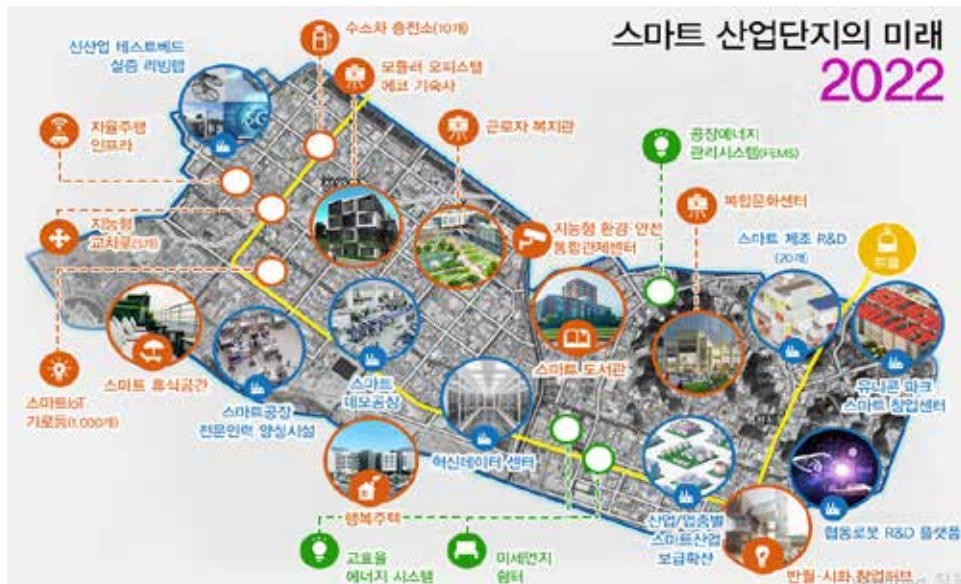 스마트 산업단지의 미래
2022
신산업 테스트베드
실증 리빙랩
수소차 충전소(10개)
모듈러 오피스텔
에코 기숙사
자율주행
인프라
근로자 복지관
공장에너지
관리시스템(FEMS)
지능형
교차로(5개)
지능형 환경·안전
통합관제센터
복합문화센터
스마트 제조 R&D
(20개)
트램
스마트IoT
가로등(1,000개)
스마트 휴식공간
스마트공장
전문인력 양성시설
스마트
데모공장
스마트 도서관
유니콘 파크
스마트 창업센터
혁신데이터 센터
행복주택
산업/업종별
스마트산업
보급확산
협동로봇 R&D 플랫폼
고효율
에너지 시스템
미세먼지
쉼터
반월·시화 창업허브